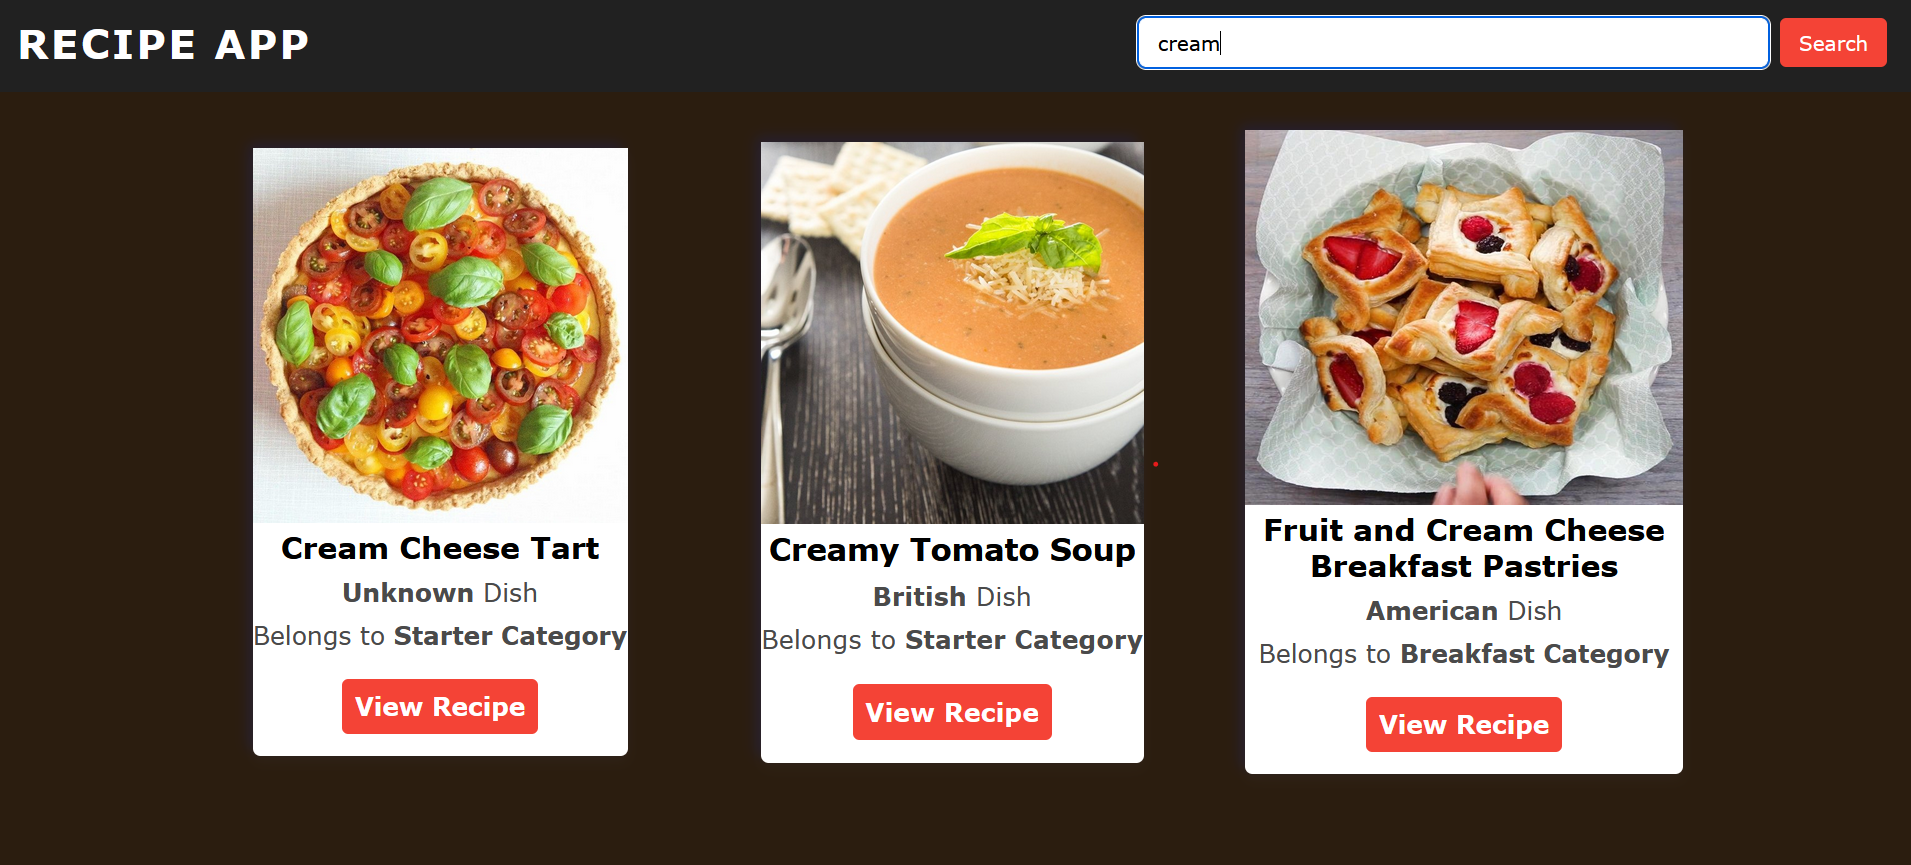 RECIPE APP
cream
Search
Cream Cheese Tart
Unknown Dish
Belongs to Starter Category
View Recipe
Creamy Tomato Soup
British Dish
Belongs to Starter Category
View Recipe
Fruit and Cream Cheese
Breakfast Pastries
American Dish
Belongs to Breakfast Category
View Recipe